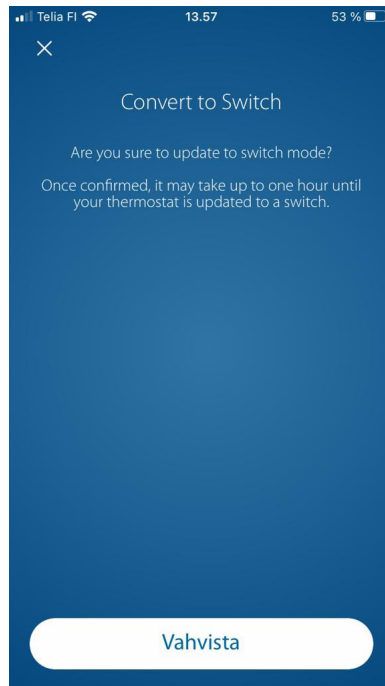 Telia FI 13.57 53 %
Convert to Switch
Are you sure to update to switch mode?
Once confirmed, it may take up to one hour until
your thermostat is updated to a switch.
Vahvista